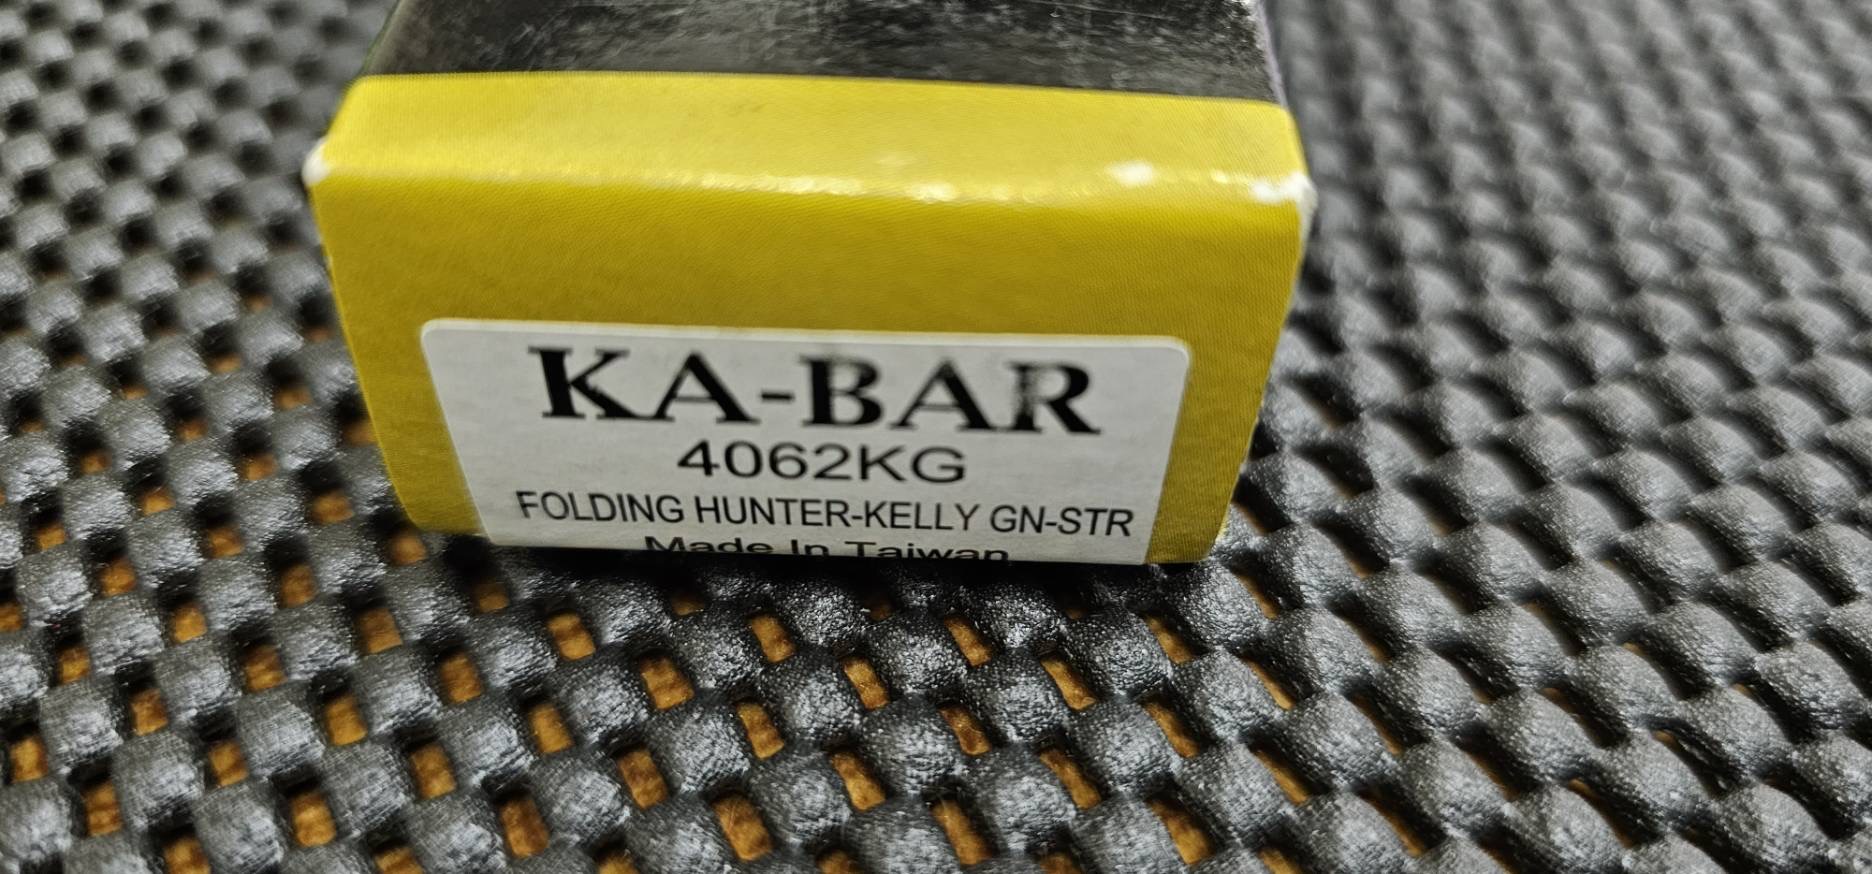 KA-BAR
4062KG
FOLDING HUNTER-KELLY GN-STR
Made In Taiwan